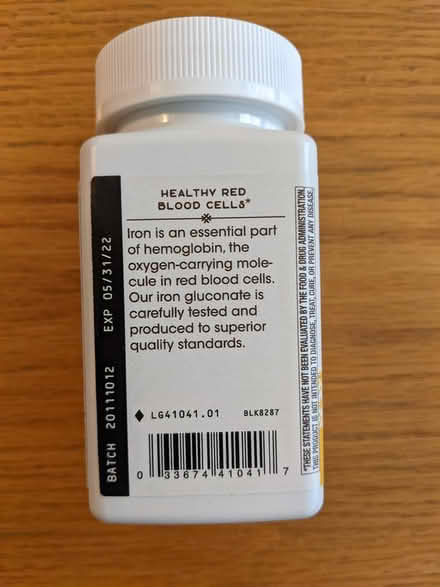 HEALTHY RED
BLOOD CELLS*
Iron is an essential part
of hemoglobin, the
oxygen-carrying mole-
cule in red blood cells.
Our iron gluconate is
carefully tested and
produced to superior
quality standards.
LG41041.01 BLK8287
0 33674 41041 7
BATCH 20111012 EXP 05/31/22
*THESE STATEMENTS HAVE NOT BEEN EVALUATED BY THE FOOD & DRUG ADMINISTRATION.
THIS PRODUCT IS NOT INTENDED TO DIAGNOSE, TREAT, CURE, OR PREVENT ANY DISEASE.